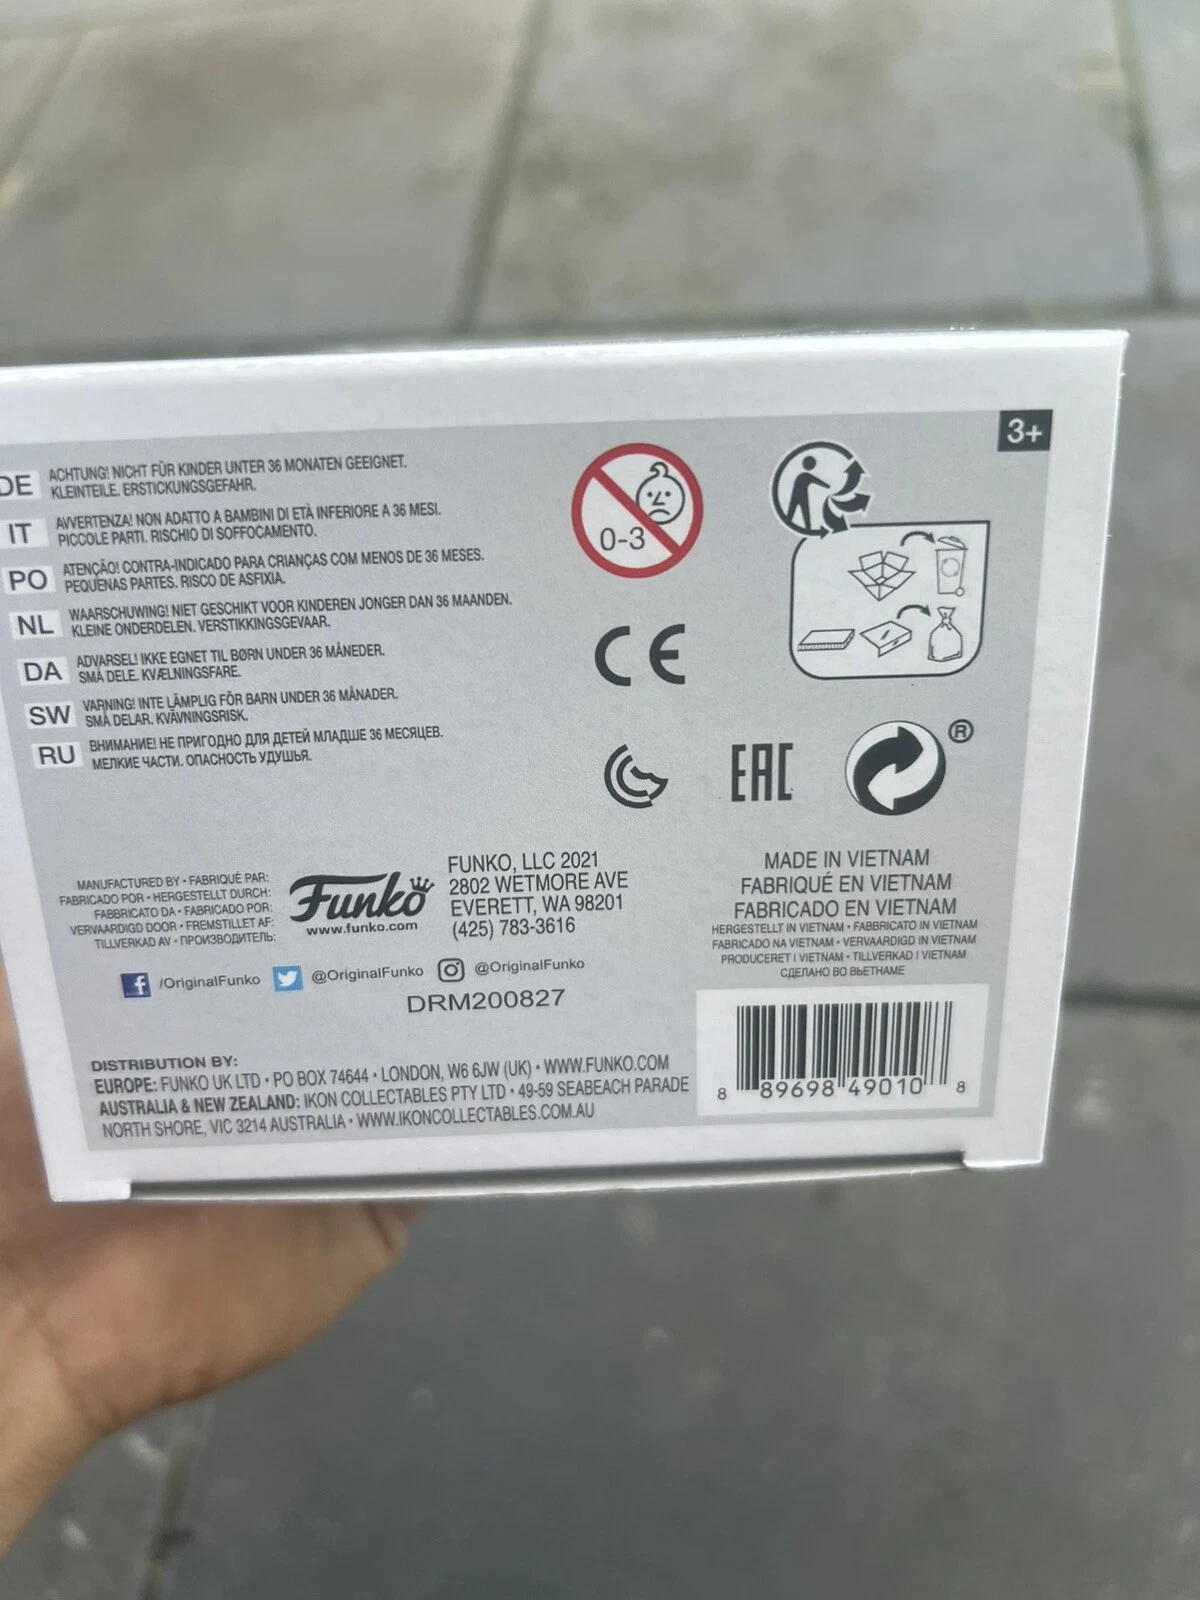 3+
DE ACHTUNG! NICHT FÜR KINDER UNTER 36 MONATEN GEEIGNET.
KLEINTEILE. ERSTICKUNGSGEFAHR.
IT AVVERTENZA! NON ADATTO A BAMBINI DI ETÀ INFERIORE A 36 MESI.
PICCOLE PARTI. RISCHIO DI SOFFOCAMENTO.
PO ATENÇÃO! CONTRA-INDICADO PARA CRIANÇAS COM MENOS DE 36 MESES.
PEQUENAS PARTES. RISCO DE ASFIXIA.
NL WAARSCHUWING! NIET GESCHIKT VOOR KINDEREN JONGER DAN 36 MAANDEN.
KLEINE ONDERDELEN. VERSTIKKINGSGEVAAR.
DA ADVARSEL! IKKE EGNET TIL BØRN UNDER 36 MÅNEDER.
SMÅ DELE. KVÆLNINGSFARE.
SW VARNING! INTE LÄMPLIG FÖR BARN UNDER 36 MÅNADER.
SMÅ DELAR. KVÄVNINGSRISK.
RU ВНИМАНИЕ! НЕ ПРИГОДНО ДЛЯ ДЕТЕЙ МЛАДШЕ 36 МЕСЯЦЕВ.
МЕЛКИЕ ЧАСТИ. ОПАСНОСТЬ УДУШЬЯ.
0-3
CE
EAC
®
MANUFACTURED BY • FABRIQUÉ PAR:
FABRICADO POR • HERGESTELLT DURCH:
FABBRICATO DA • FABRICADO POR:
VERVAARDIGD DOOR • FREMSTILLET AF:
TILLVERKAD AV • ПРОИЗВОДИТЕЛЬ:
Funko
www.funko.com
FUNKO, LLC 2021
2802 WETMORE AVE
EVERETT, WA 98201
(425) 783-3616
f /OriginalFunko @OriginalFunko @OriginalFunko
DRM200827
MADE IN VIETNAM
FABRIQUÉ EN VIETNAM
FABRICADO EN VIETNAM
HERGESTELLT IN VIETNAM • FABBRICATO IN VIETNAM
FABRICADO NA VIETNAM • VERVAARDIGD IN VIETNAM
PRODUCERET I VIETNAM • TILLVERKAD I VIETNAM
СДЕЛАНО ВО ВЬЕТНАМЕ
DISTRIBUTION BY:
EUROPE: FUNKO UK LTD • PO BOX 74644 • LONDON, W6 6JW (UK) • WWW.FUNKO.COM
AUSTRALIA & NEW ZEALAND: IKON COLLECTABLES PTY LTD • 49-59 SEABEACH PARADE
NORTH SHORE, VIC 3214 AUSTRALIA • WWW.IKONCOLLECTABLES.COM.AU
8 89698 49010 8